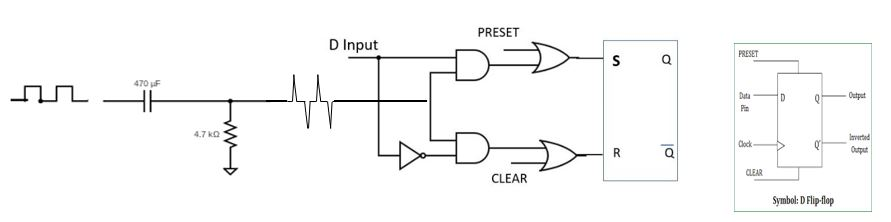 PRESET
D Input
470 µF
4.7 kΩ
S
Q
R
Q
CLEAR
PRESET
Data
Pin
D
Q
Output
Clock
Q'
Inverted
Output
CLEAR
Symbol: D Flip-flop